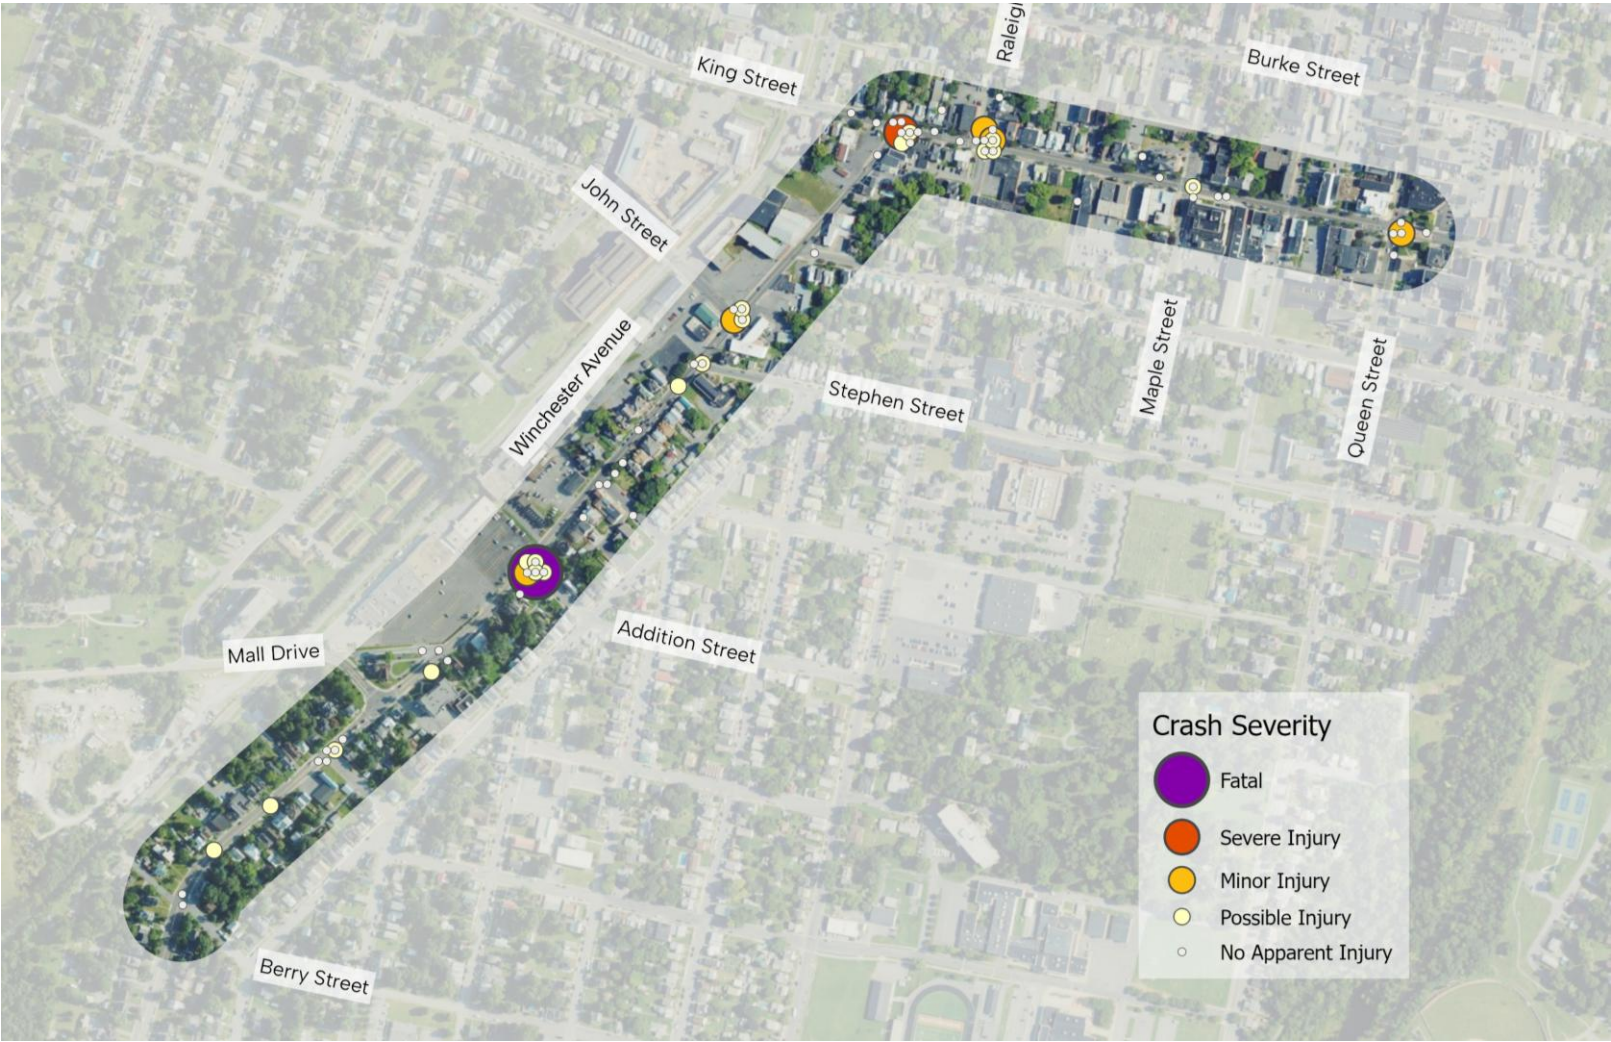 Raleig
King Street
Burke Street
John Street
Winchester Avenue
Maple Street
Stephen Street
Queen Street
Addition Street
Mall Drive
Berry Street
Crash Severity
Fatal
Severe Injury
Minor Injury
Possible Injury
No Apparent Injury